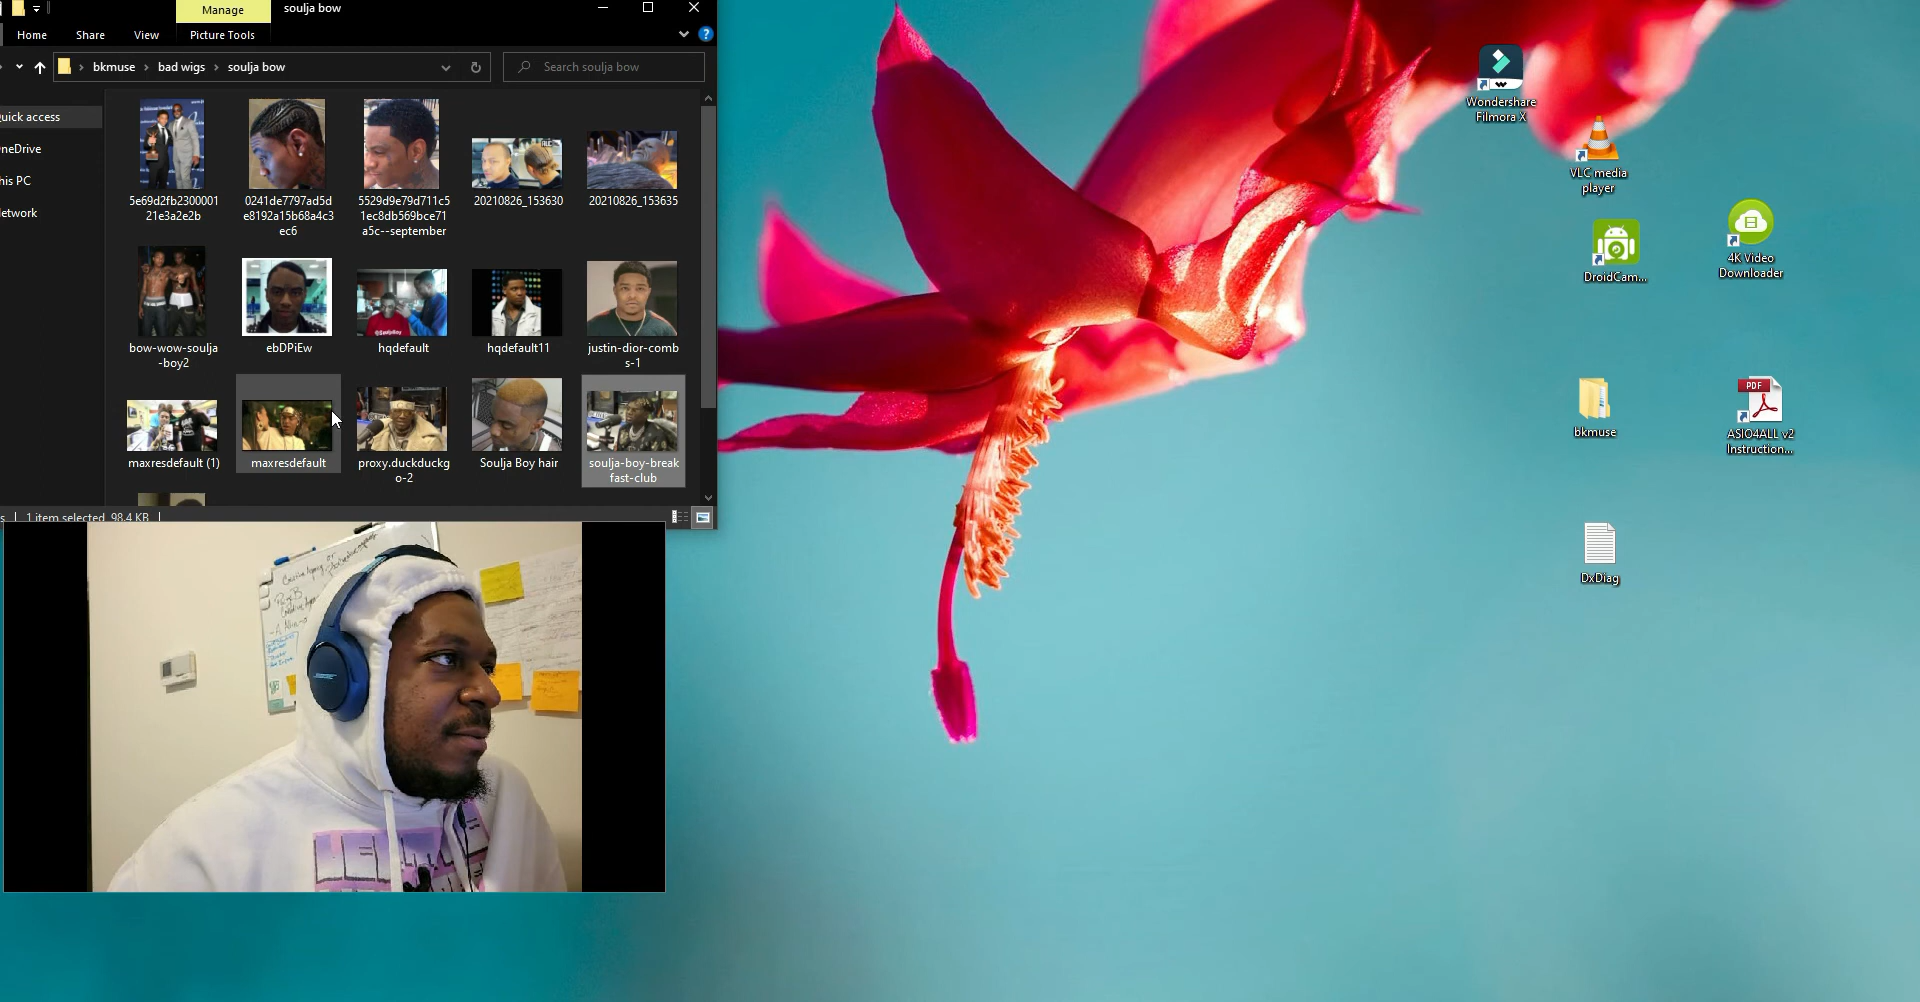 Manage
soulja bow
Home
Share
View
Picture Tools
bkmuse
bad wigs
soulja bow
Search soulja bow
uick access
neDrive
his PC
etwork
5e69d2fb2300001
21e3a2e2b
0241de7797ad5d
e8192a15b68a4c3
ec6
5529d9e79d711c5
1ec8db569bce71
a5c--september
20210826_153630
20210826_153635
bow-wow-soulja
-boy2
ebDPiEw
hqdefault
hqdefault11
justin-dior-comb
s-1
maxresdefault (1)
maxresdefault
proxy.duckduckg
o-2
Soulja Boy hair
soulja-boy-break
fast-club
s
1 item selected 98.4 KB
Wondershare
Filmora X
VLC media
player
DroidCam...
4K Video
Downloader
bkmuse
PDF
ASIO4ALL v2
Instruction...
DxDiag
Creative Agency
or